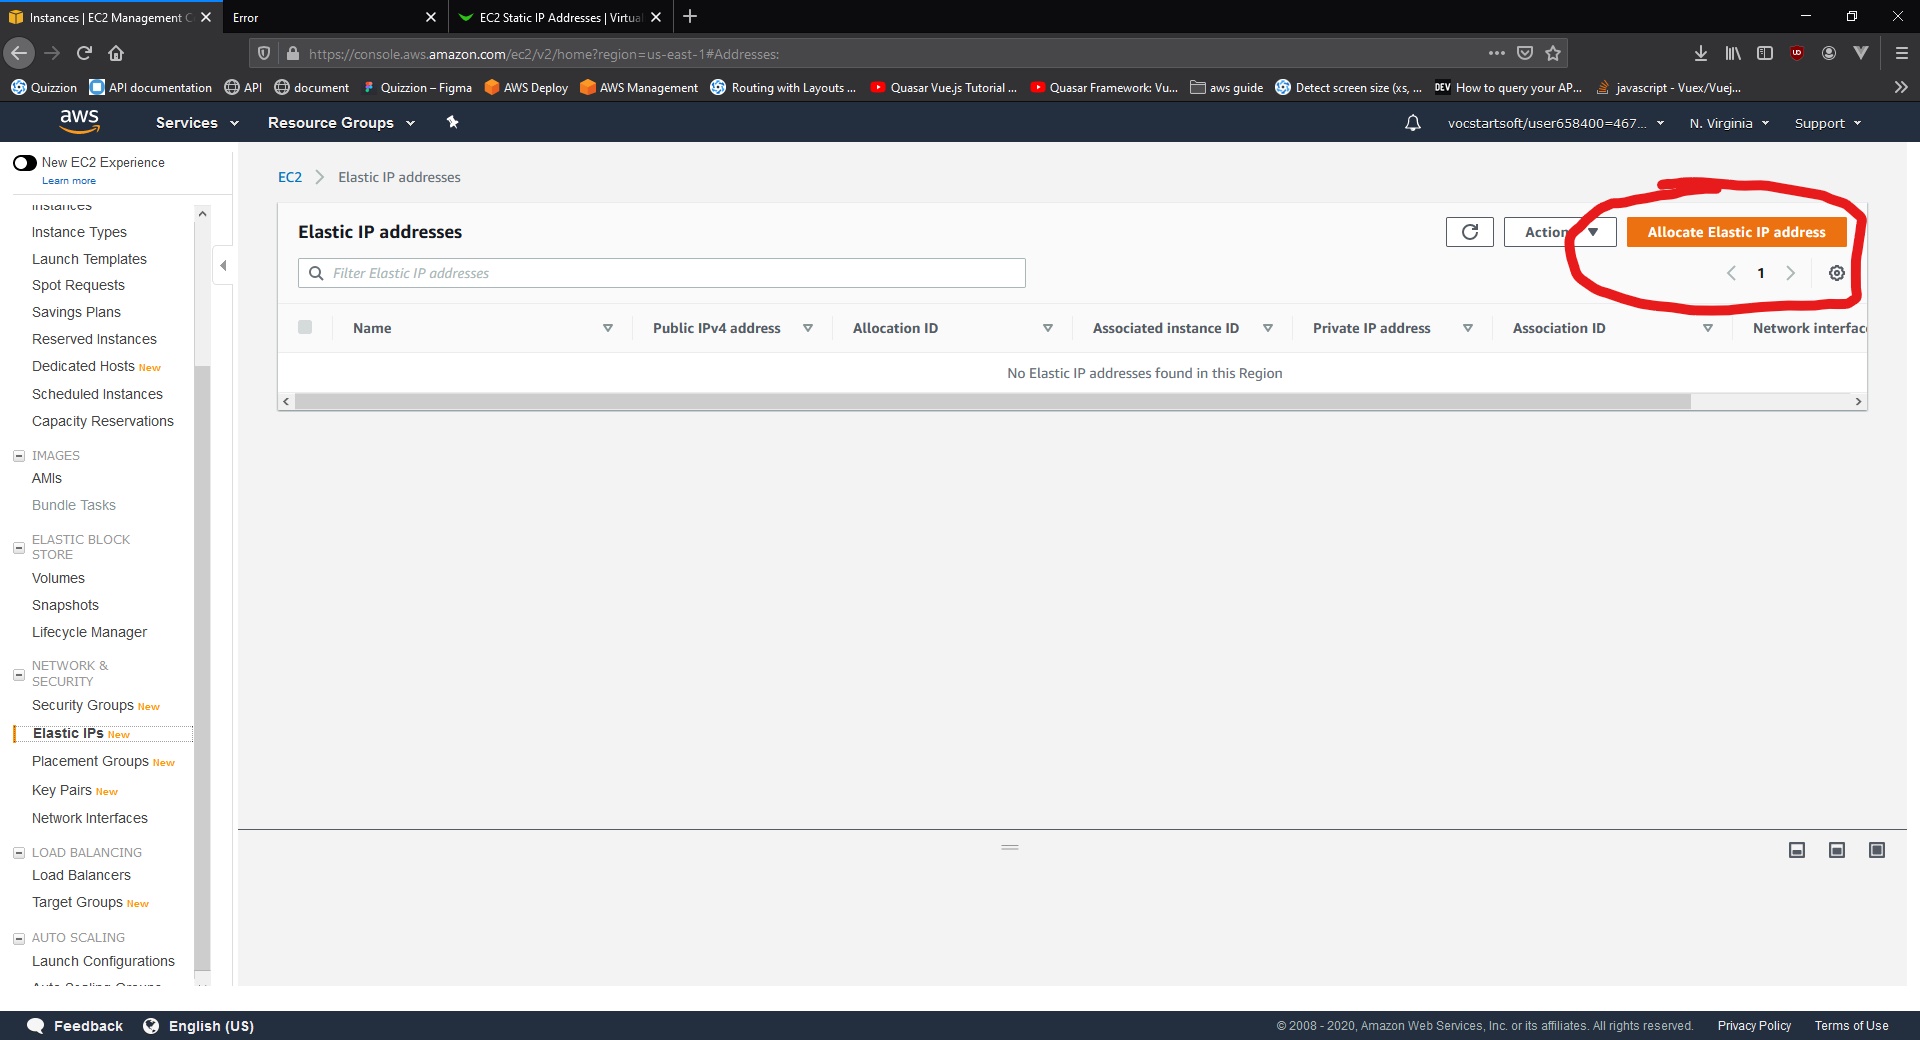 Instances | EC2 Management C
Error
EC2 Static IP Addresses | Virtual
https://console.aws.amazon.com/ec2/v2/home?region=us-east-1#Addresses:
Quizzion
API documentation
API
document
Quizzion – Figma
AWS Deploy
AWS Management
Routing with Layouts ...
Quasar Vue.js Tutorial ...
Quasar Framework: Vu...
aws guide
Detect screen size (xs, ...
DEV How to query your AP...
javascript - Vuex/Vuej...
aws
Services
Resource Groups
vocstartsoft/user658400=467...
N. Virginia
Support
New EC2 Experience
Learn more
Instances
Instance Types
Launch Templates
Spot Requests
Savings Plans
Reserved Instances
Dedicated Hosts New
Scheduled Instances
Capacity Reservations
IMAGES
AMIs
Bundle Tasks
ELASTIC BLOCK
STORE
Volumes
Snapshots
Lifecycle Manager
NETWORK &
SECURITY
Security Groups New
Elastic IPs New
Placement Groups New
Key Pairs New
Network Interfaces
LOAD BALANCING
Load Balancers
Target Groups New
AUTO SCALING
Launch Configurations
Auto Scaling Groups
EC2
Elastic IP addresses
Elastic IP addresses
Action
Allocate Elastic IP address
Filter Elastic IP addresses
1
Name
Public IPv4 address
Allocation ID
Associated instance ID
Private IP address
Association ID
Network interfac
No Elastic IP addresses found in this Region
Feedback
English (US)
© 2008 - 2020, Amazon Web Services, Inc. or its affiliates. All rights reserved.
Privacy Policy
Terms of Use